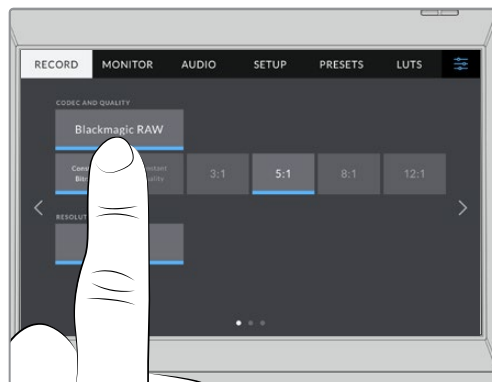 RECORD MONITOR AUDIO SETUP PRESETS LUTS
CODEC AND QUALITY
Blackmagic RAW
3:1 5:1 8:1 12:1